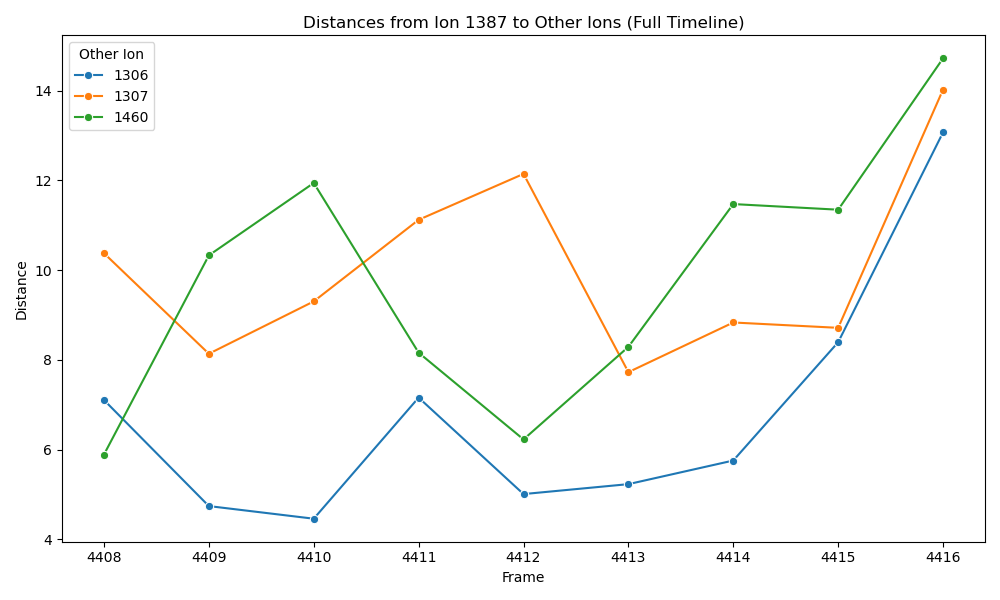 Distances from Ion 1387 to Other Ions (Full Timeline)
Other Ion
1306
1307
1460
Distance
14
12
10
8
6
4
4408 4409 4410 4411 4412 4413 4414 4415 4416
Frame